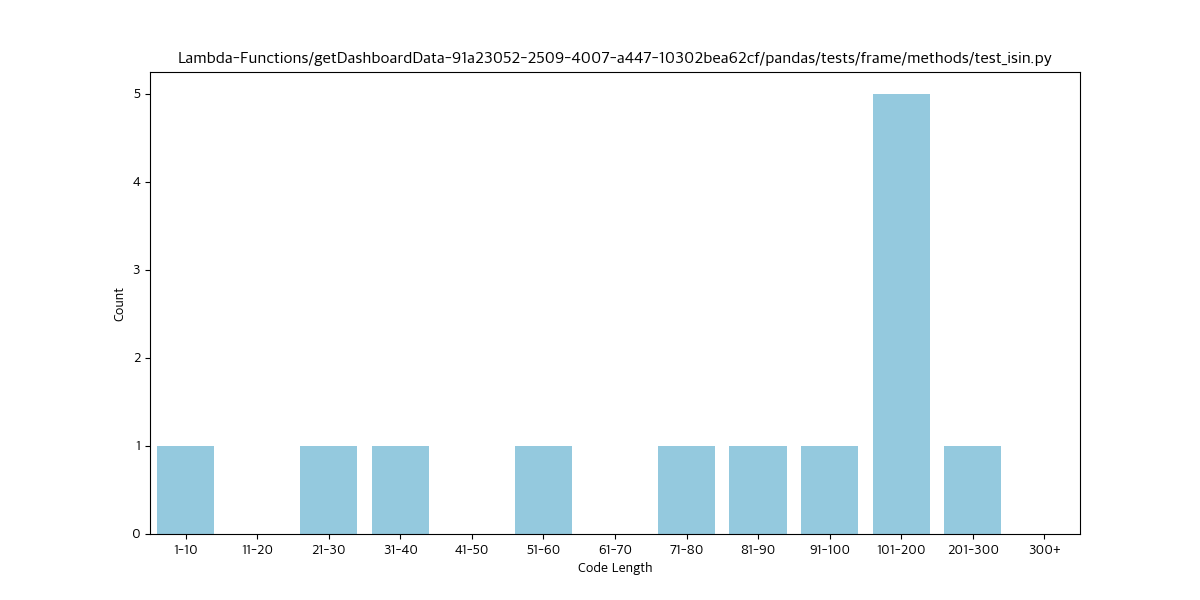 Lambda-Functions/getDashboardData-91a23052-2509-4007-a447-10302bea62cf/pandas/tests/frame/methods/test_isin.py
5
4
3
2
1
0
Count
1-10 11-20 21-30 31-40 41-50 51-60 61-70 71-80 81-90 91-100 101-200 201-300 300+
Code Length